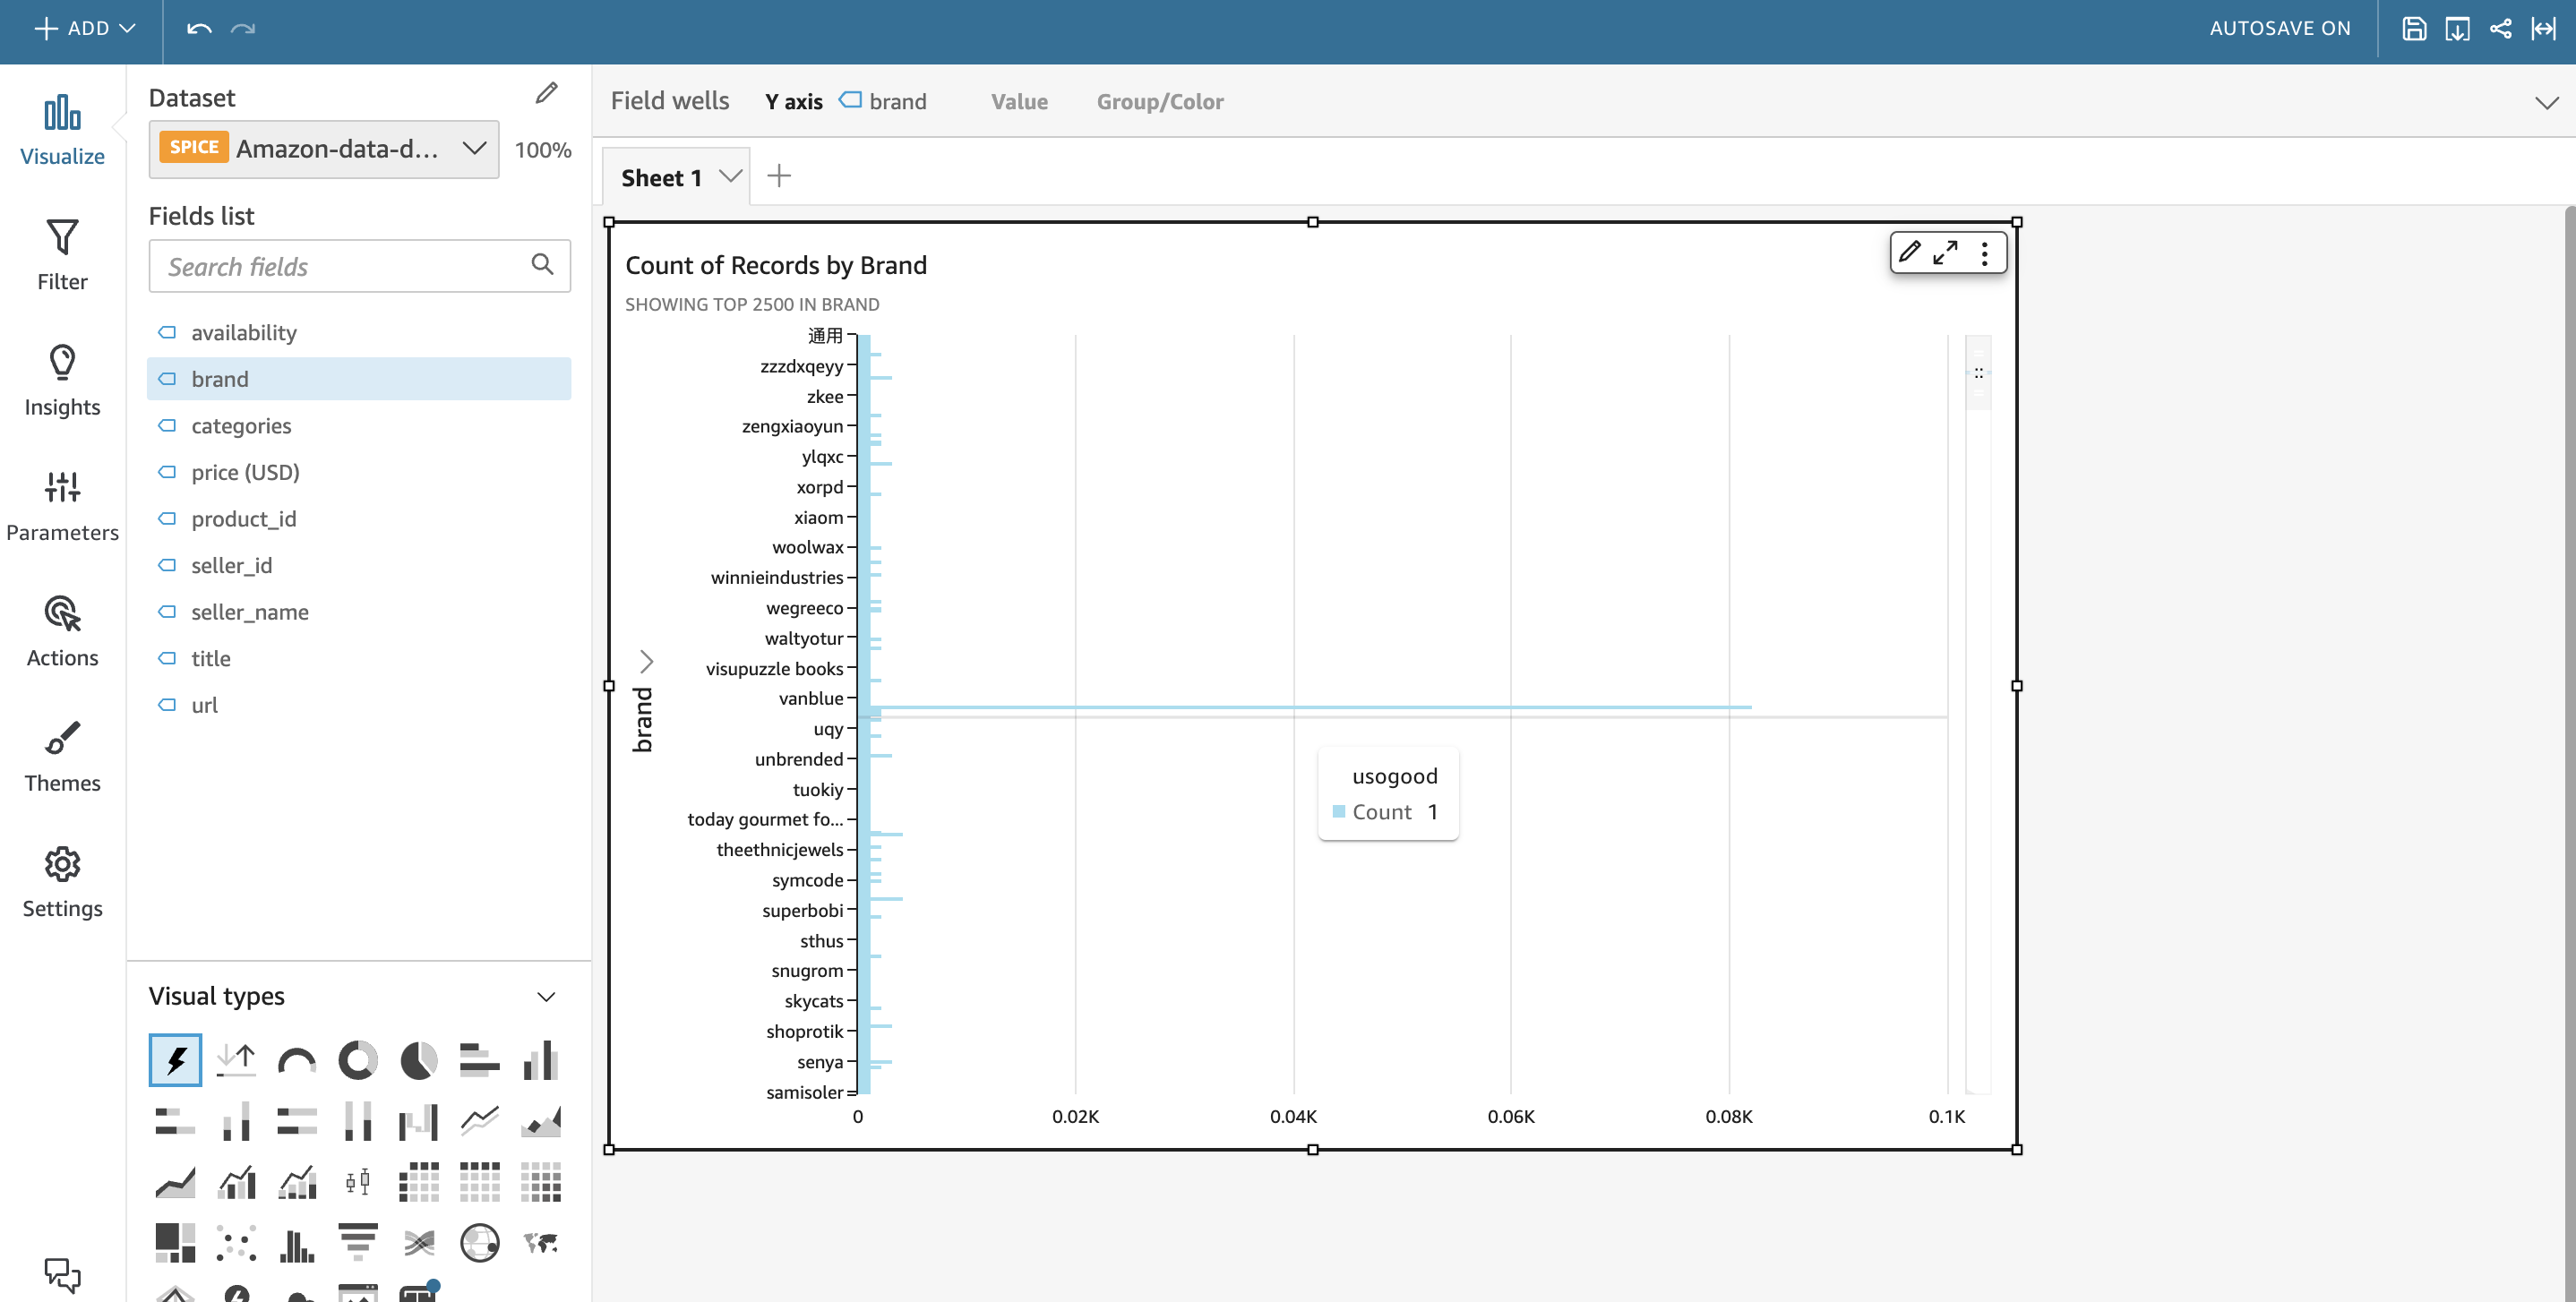 ADD
AUTOSAVE ON
Visualize
Filter
Insights
Parameters
Actions
Themes
Settings
Dataset
SPICE Amazon-data-d... 100%
Fields list
Search fields
availability
brand
categories
price (USD)
product_id
seller_id
seller_name
title
url
Visual types
Field wells Y axis brand Value Group/Color
Sheet 1
Count of Records by Brand
SHOWING TOP 2500 IN BRAND
brand
通用
zzzdxqeyy
zkee
zengxiaoyun
ylqxc
xorpd
xiaom
woolwax
winnieindustries
wegreeco
waltyotur
visupuzzle books
vanblue
uqy
unbrended
tuokiy
today gourmet fo...
theethnicjewels
symcode
superbobi
sthus
snugrom
skycats
shoprotik
senya
samisoler
usogood
Count 1
0 0.02K 0.04K 0.06K 0.08K 0.1K